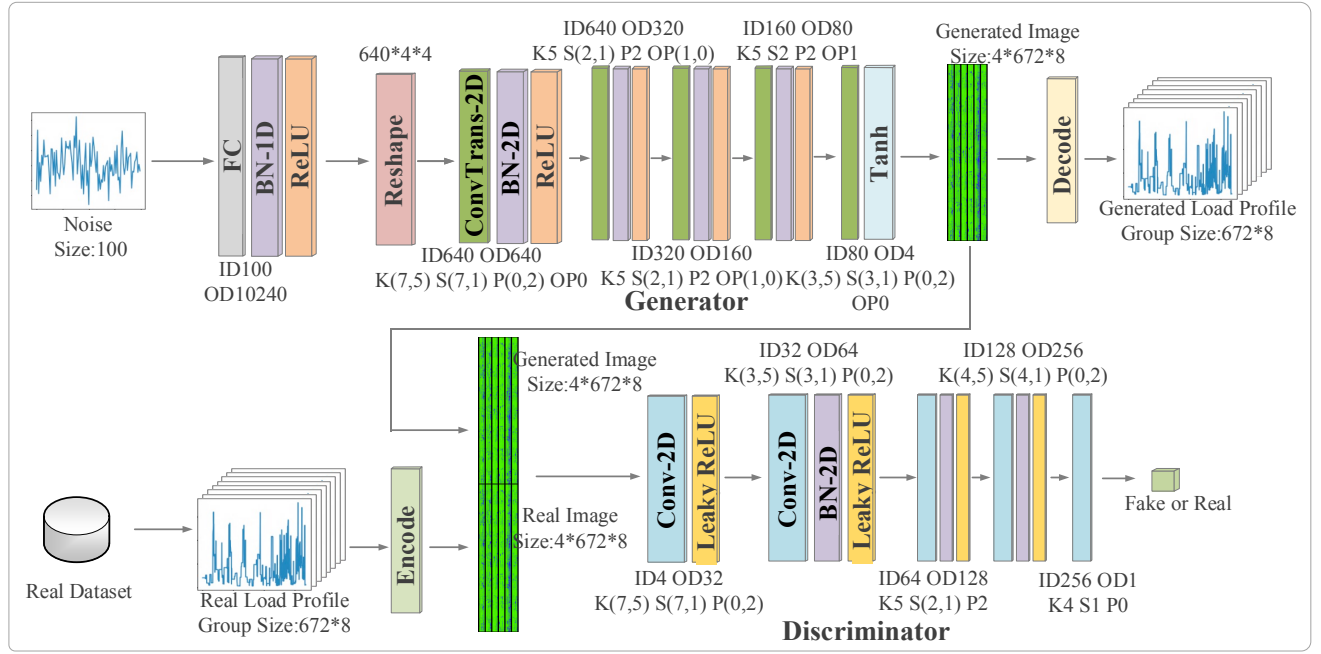 Noise
Size:100
FC
BN-1D
ReLU
ID100
OD10240
640*4*4
Reshape
ConvTrans-2D
BN-2D
ReLU
ID640 OD640
K(7,5) S(7,1) P(0,2) OP0
ID640 OD320
K5 S(2,1) P2 OP(1,0)
ID320 OD160
K5 S(2,1) P2 OP(1,0)
ID160 OD80
K5 S2 P2 OP1
Tanh
ID80 OD4
K(3,5) S(3,1) P(0,2)
OP0
Generated Image
Size:4*672*8
Decode
Generated Load Profile
Group Size:672*8
Generator
Real Dataset
Real Load Profile
Group Size:672*8
Encode
Generated Image
Size:4*672*8
Real Image
Size:4*672*8
Conv-2D
Leaky ReLU
ID4 OD32
K(7,5) S(7,1) P(0,2)
ID32 OD64
K(3,5) S(3,1) P(0,2)
Conv-2D
BN-2D
Leaky ReLU
ID64 OD128
K5 S(2,1) P2
ID128 OD256
K(4,5) S(4,1) P(0,2)
ID256 OD1
K4 S1 P0
Fake or Real
Discriminator